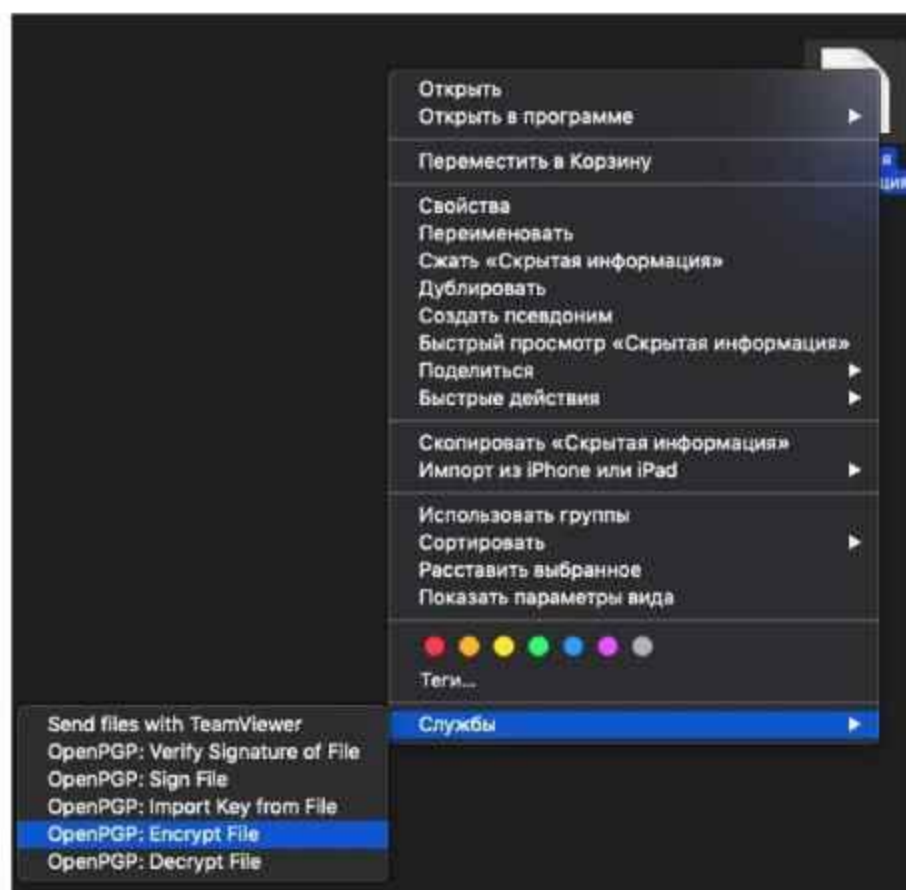 Открыть
Открыть в программе
Переместить в Корзину
Свойства
Переименовать
Сжать «Скрытая информация»
Дублировать
Создать псевдоним
Быстрый просмотр «Скрытая информация»
Поделиться
Быстрые действия
Скопировать «Скрытая информация»
Импорт из iPhone или iPad
Использовать группы
Сортировать
Расставить выбранное
Показать параметры вида
Теги...
Службы
Send files with TeamViewer
OpenPGP: Verify Signature of File
OpenPGP: Sign File
OpenPGP: Import Key from File
OpenPGP: Encrypt File
OpenPGP: Decrypt File